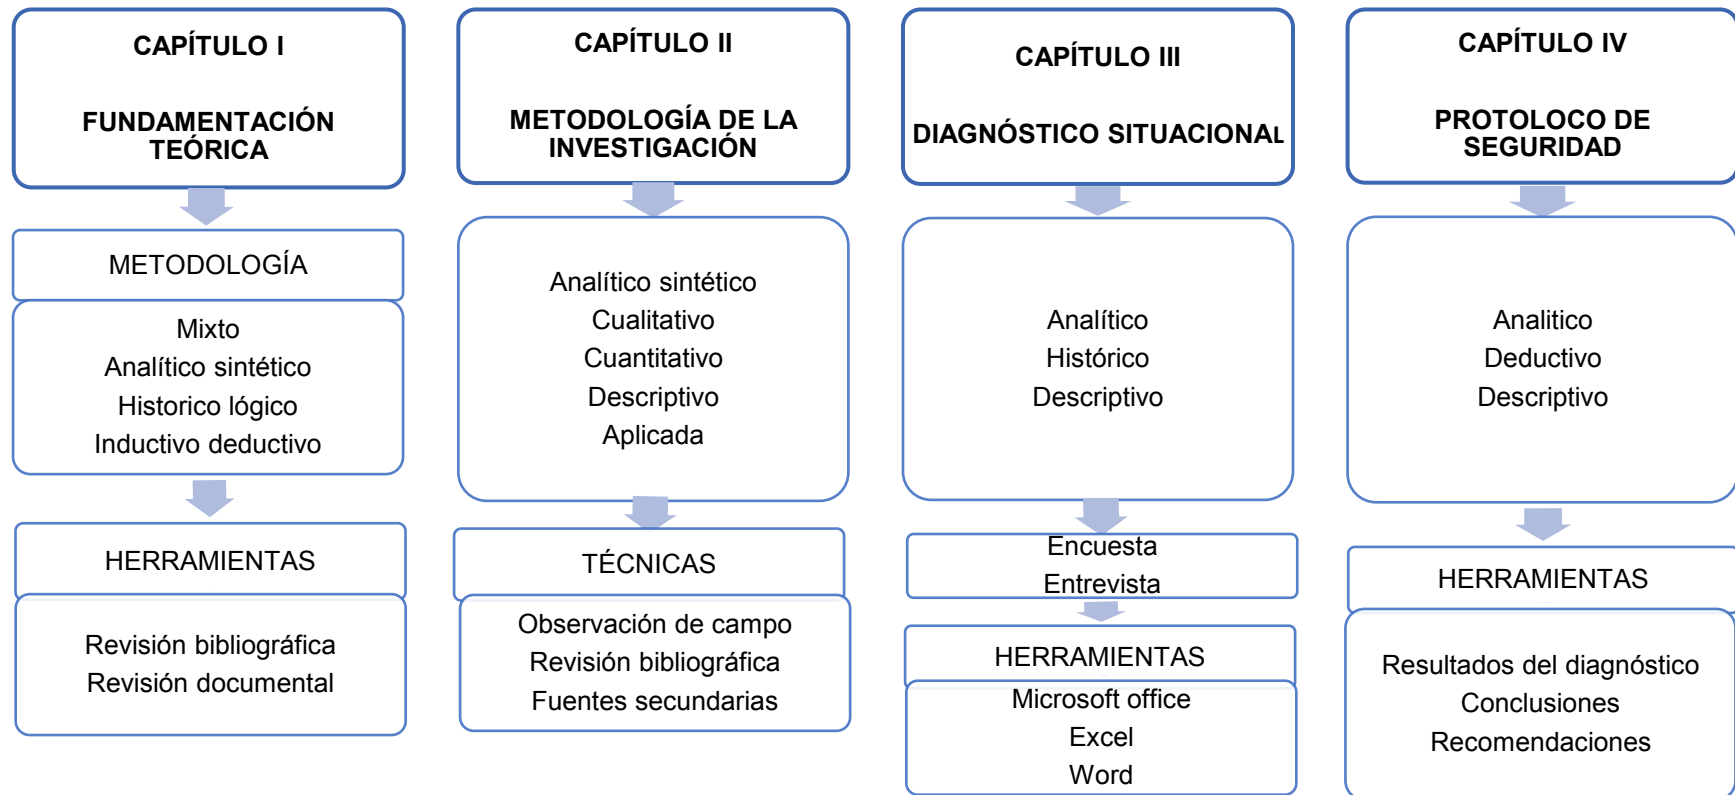 CAPÍTULO I
FUNDAMENTACIÓN
TEÓRICA
METODOLOGÍA
Mixto
Analítico sintético
Historico lógico
Inductivo deductivo
HERRAMIENTAS
Revisión bibliográfica
Revisión documental
CAPÍTULO II
METODOLOGÍA DE LA
INVESTIGACIÓN
Analítico sintético
Cualitativo
Cuantitativo
Descriptivo
Aplicada
TÉCNICAS
Observación de campo
Revisión bibliográfica
Fuentes secundarias
CAPÍTULO III
DIAGNÓSTICO SITUACIONAL
Analítico
Histórico
Descriptivo
Encuesta
Entrevista
HERRAMIENTAS
Microsoft office
Excel
Word
CAPÍTULO IV
PROTOLOCO DE
SEGURIDAD
Analitico
Deductivo
Descriptivo
HERRAMIENTAS
Resultados del diagnóstico
Conclusiones
Recomendaciones